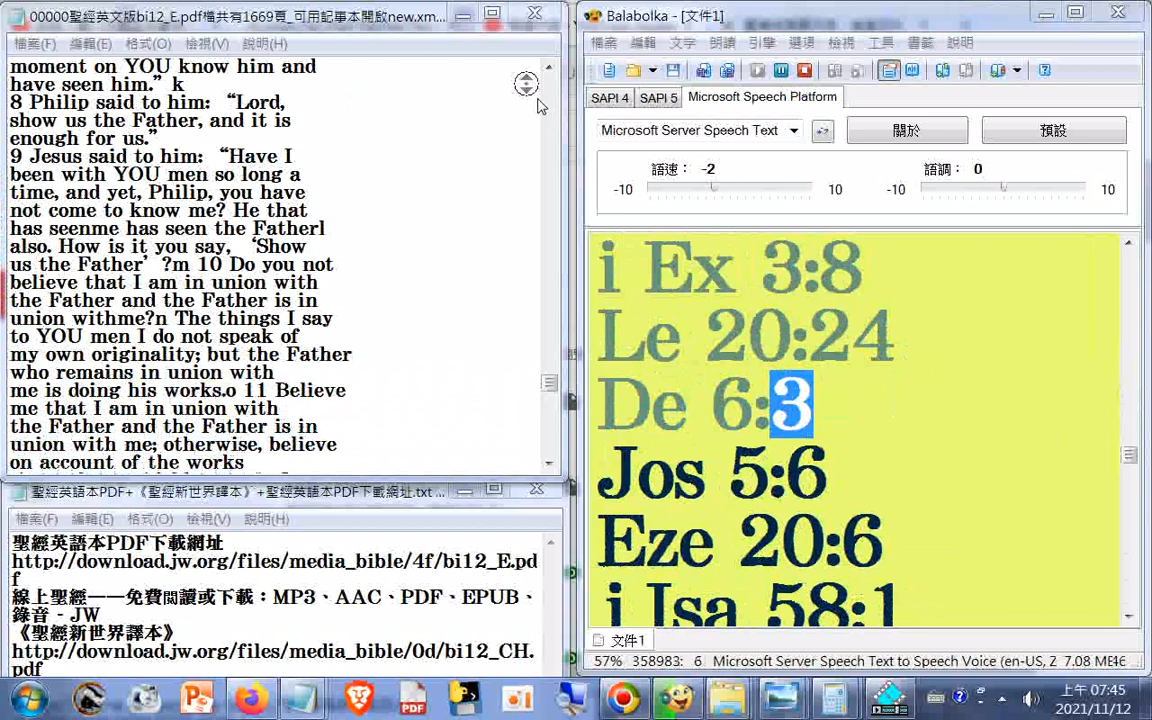 00000聖經英文版bi12_E.pdf檔共有1669頁_可用記事本開啟new.xm...
檔案(F) 編輯(E) 格式(O) 檢視(V) 說明(H)
moment on YOU know him and
have seen him.” k
8 Philip said to him: “Lord,
show us the Father, and it is
enough for us.”
9 Jesus said to him: “Have I
been with YOU men so long a
time, and yet, Philip, you have
not come to know me? He that
has seenme has seen the Fatherl
also. How is it you say, ‘Show
us the Father’ ?m 10 Do you not
believe that I am in union with
the Father and the Father is in
union withme?n The things I say
to YOU men I do not speak of
my own originality; but the Father
who remains in union with
me is doing his works.o 11 Believe
me that I am in union with
the Father and the Father is in
union with me; otherwise, believe
on account of the works
聖經英語本PDF+《聖經新世界譯本》+聖經英語本PDF下載網址.txt ...
檔案(F) 編輯(E) 格式(O) 檢視(V) 說明(H)
聖經英語本PDF下載網址
http://download.jw.org/files/media_bible/4f/bi12_E.pd
f
線上聖經——免費閱讀或下載：MP3、AAC、PDF、EPUB、
錄音 - JW
《聖經新世界譯本》
http://download.jw.org/files/media_bible/0d/bi12_CH.
pdf
Balabolka - [文件1]
檔案 編輯 文字 朗讀 引擎 選項 檢視 工具 書籤 說明
SAPI 4 SAPI 5 Microsoft Speech Platform
Microsoft Server Speech Text 關於 預設
語速： -2 語調： 0
-10 10 -10 10
i Ex 3:8
Le 20:24
De 6:3
Jos 5:6
Eze 20:6
i Isa 58:1
文件1
57% 358983: 6 Microsoft Server Speech Text to Speech Voice (en-US, Z 7.08 ME46
上午 07:45
2021/11/12